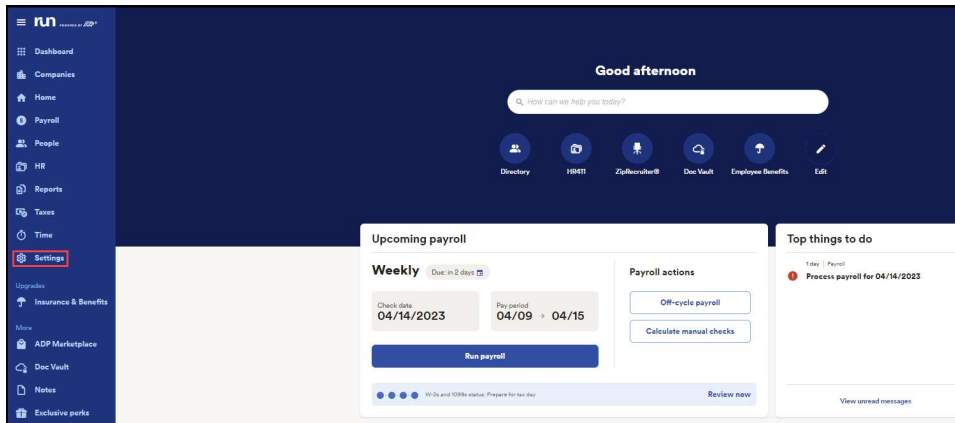 run POWERED BY ADP
Dashboard
Companies
Home
Payroll
People
HR
Reports
Taxes
Time
Settings
Upgrades
Insurance & Benefits
More
ADP Marketplace
Doc Vault
Notes
Exclusive perks
Good afternoon
How can we help you today?
Directory
HR411
ZipRecruiter®
Doc Vault
Employee Benefits
Edit
Upcoming payroll
Weekly Due: in 2 days
Check date
04/14/2023
Pay period
04/09 → 04/15
Run payroll
Payroll actions
Off-cycle payroll
Calculate manual checks
W-2s and 1099s status: Prepare for tax day
Review now
Top things to do
1 day | Payroll
Process payroll for 04/14/2023
View unread messages